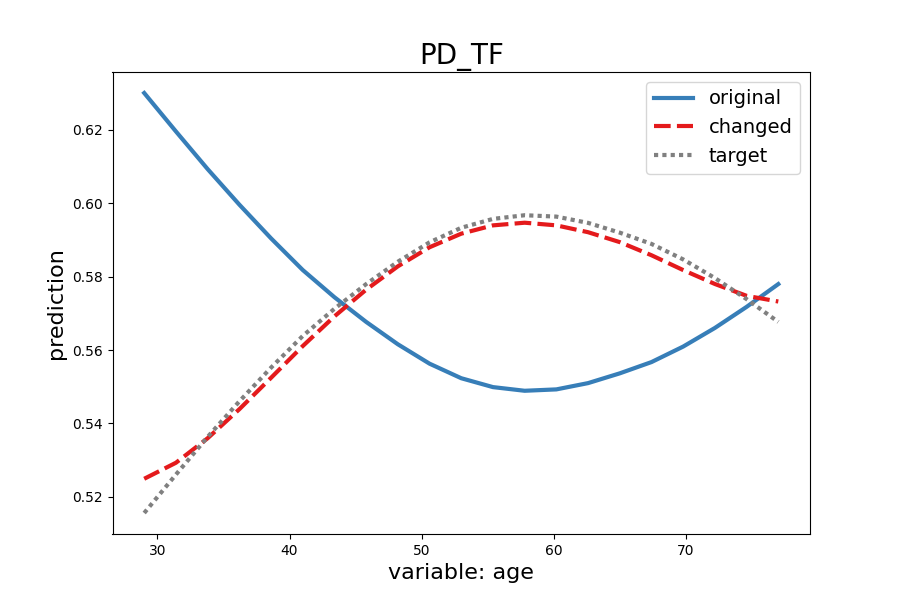 PD_TF
original
changed
target
prediction
0.62
0.60
0.58
0.56
0.54
0.52
30 40 50 60 70
variable: age